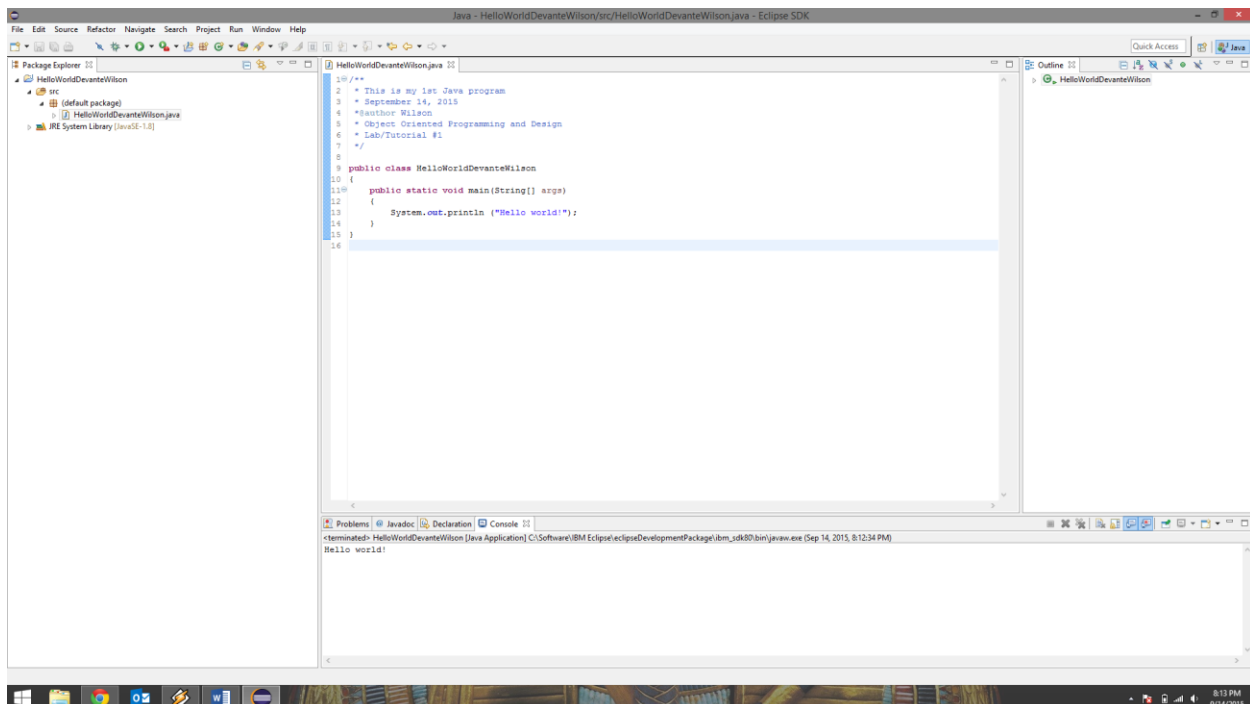 Java - HelloWorldDevanteWilson/src/HelloWorldDevanteWilson.java - Eclipse SDK
File Edit Source Refactor Navigate Search Project Run Window Help
Quick Access Java
Package Explorer
HelloWorldDevanteWilson
src
(default package)
HelloWorldDevanteWilson.java
JRE System Library [JavaSE-1.8]
HelloWorldDevanteWilson.java
1 /**
2 * This is my 1st Java program
3 * September 14, 2015
4 *@author Wilson
5 * Object Oriented Programming and Design
6 * Lab/Tutorial #1
7 */
8
9 public class HelloWorldDevanteWilson
10 {
11 public static void main(String[] args)
12 {
13 System.out.println ("Hello world!");
14 }
15 }
16
Outline
HelloWorldDevanteWilson
Problems @ Javadoc Declaration Console
<terminated> HelloWorldDevanteWilson [Java Application] C:\Software\IBM Eclipse\eclipseDevelopmentPackage\ibm_sdk80\bin\javaw.exe (Sep 14, 2015, 8:12:34 PM)
Hello world!
8:13 PM
9/14/2015